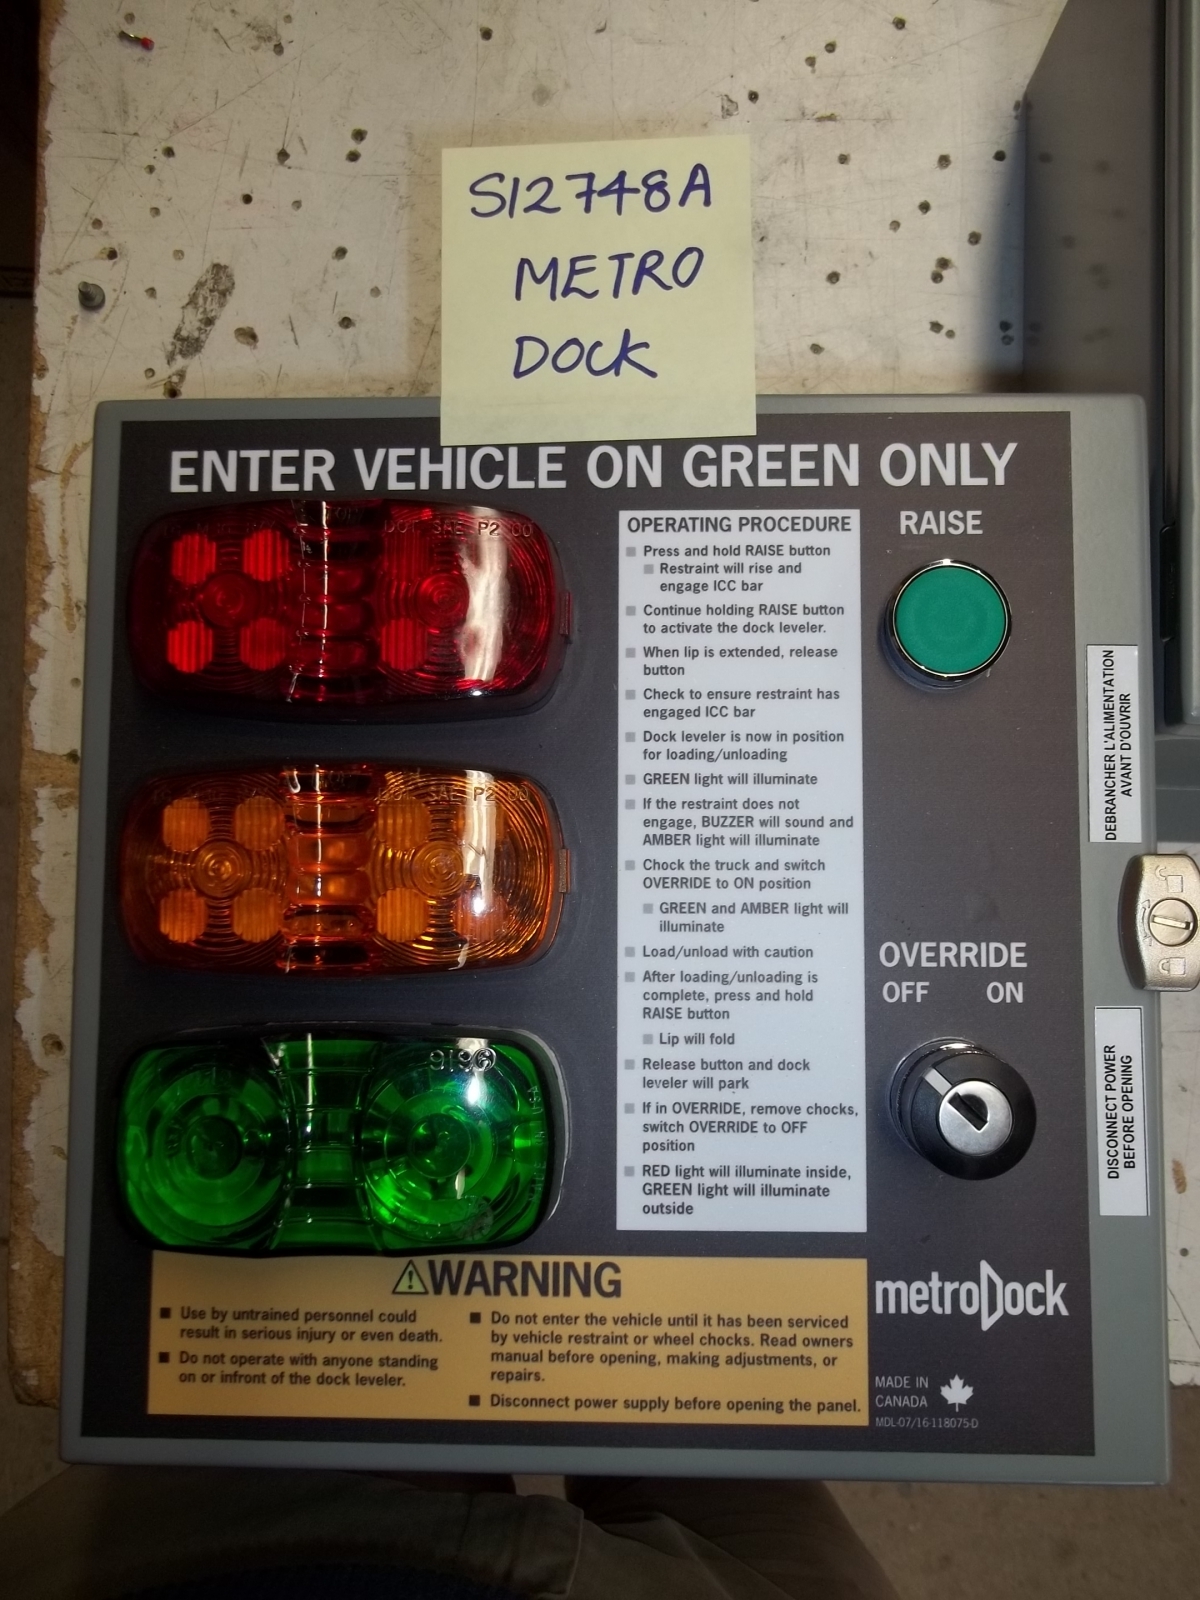 S12748A
METRO
DOCK
ENTER VEHICLE ON GREEN ONLY
DOT SAE P2 00
SAE P2 00
9196
OPERATING PROCEDURE
Press and hold RAISE button
Restraint will rise and
engage ICC bar
Continue holding RAISE button
to activate the dock leveler.
When lip is extended, release
button
Check to ensure restraint has
engaged ICC bar
Dock leveler is now in position
for loading/unloading
GREEN light will illuminate
If the restraint does not
engage, BUZZER will sound and
AMBER light will illuminate
Chock the truck and switch
OVERRIDE to ON position
GREEN and AMBER light will
illuminate
Load/unload with caution
After loading/unloading is
complete, press and hold
RAISE button
Lip will fold
Release button and dock
leveler will park
If in OVERRIDE, remove chocks,
switch OVERRIDE to OFF
position
RED light will illuminate inside,
GREEN light will illuminate
outside
RAISE
OVERRIDE
OFF ON
DEBRANCHER L'ALIMENTATION
AVANT D'OUVRIR
DISCONNECT POWER
BEFORE OPENING
WARNING
Use by untrained personnel could
result in serious injury or even death.
Do not operate with anyone standing
on or infront of the dock leveler.
Do not enter the vehicle until it has been serviced
by vehicle restraint or wheel chocks. Read owners
manual before opening, making adjustments, or
repairs.
Disconnect power supply before opening the panel.
metroDock
MADE IN
CANADA
MDL-07/16-118075-D